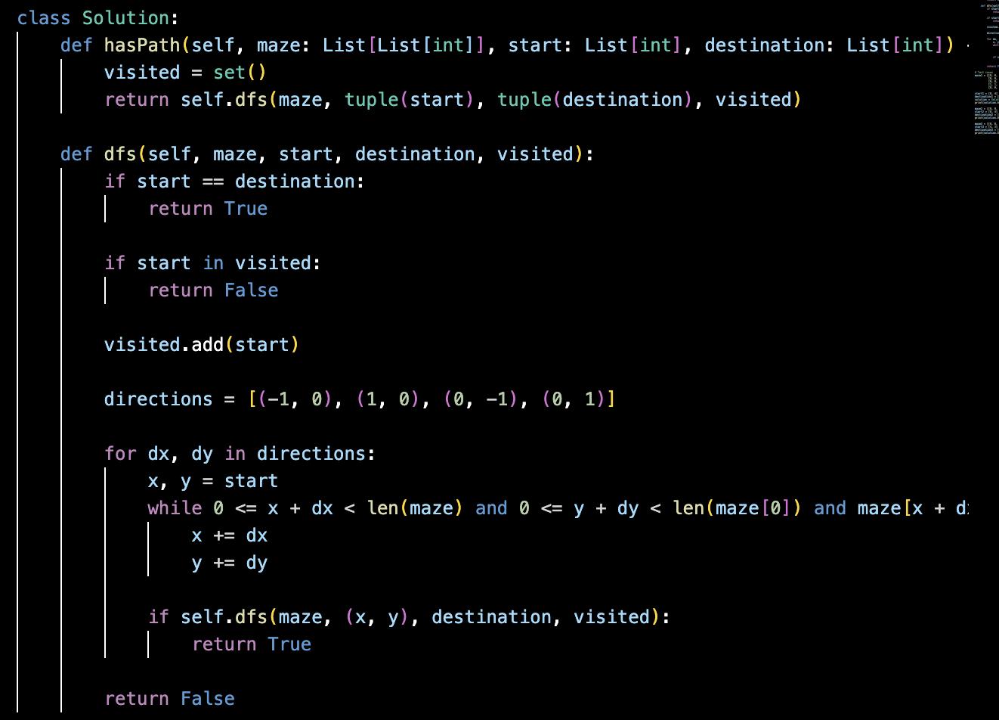 class Solution:
    def hasPath(self, maze: List[List[int]], start: List[int], destination: List[int]) -
        visited = set()
        return self.dfs(maze, tuple(start), tuple(destination), visited)
    def dfs(self, maze, start, destination, visited):
        if start == destination:
            return True
        if start in visited:
            return False
        visited.add(start)
        directions = [(-1, 0), (1, 0), (0, -1), (0, 1)]
        for dx, dy in directions:
            x, y = start
            while 0 <= x + dx < len(maze) and 0 <= y + dy < len(maze[0]) and maze[x + d
                x += dx
                y += dy
            if self.dfs(maze, (x, y), destination, visited):
                return True
        return False